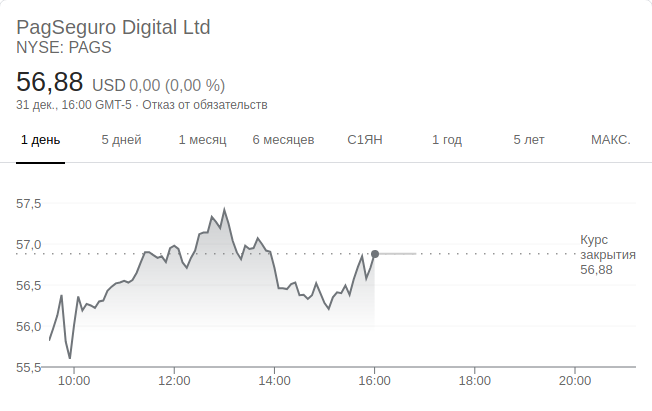 PagSeguro Digital Ltd
NYSE: PAGS
56,88 USD 0,00 (0,00 %)
31 дек., 16:00 GMT-5 · Отказ от обязательств
1 день 5 дней 1 месяц 6 месяцев С1ЯН 1 год 5 лет МАКС.
57,5
57,0
56,5
56,0
55,5
Курс
закрытия
56,88
10:00 12:00 14:00 16:00 18:00 20:00